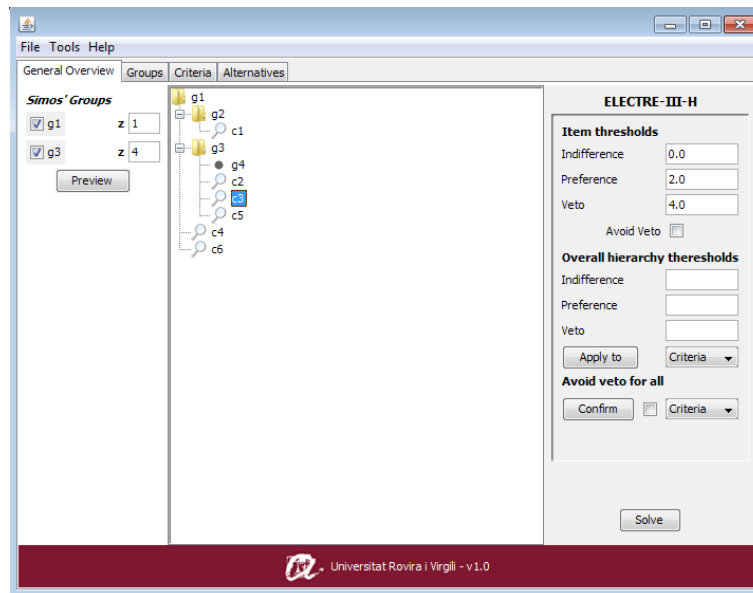 File Tools Help
General Overview Groups Criteria Alternatives
Simos' Groups
g1 z 1
g3 z 4
Preview
g1
g2
c1
g3
g4
c2
c3
c5
c4
c6
ELECTRE-III-H
Item thresholds
Indifference 0.0
Preference 2.0
Veto 4.0
Avoid Veto
Overall hierarchy theresholds
Indifference
Preference
Veto
Apply to Criteria
Avoid veto for all
Confirm Criteria
Solve
Universitat Rovira i Virgili - v1.0